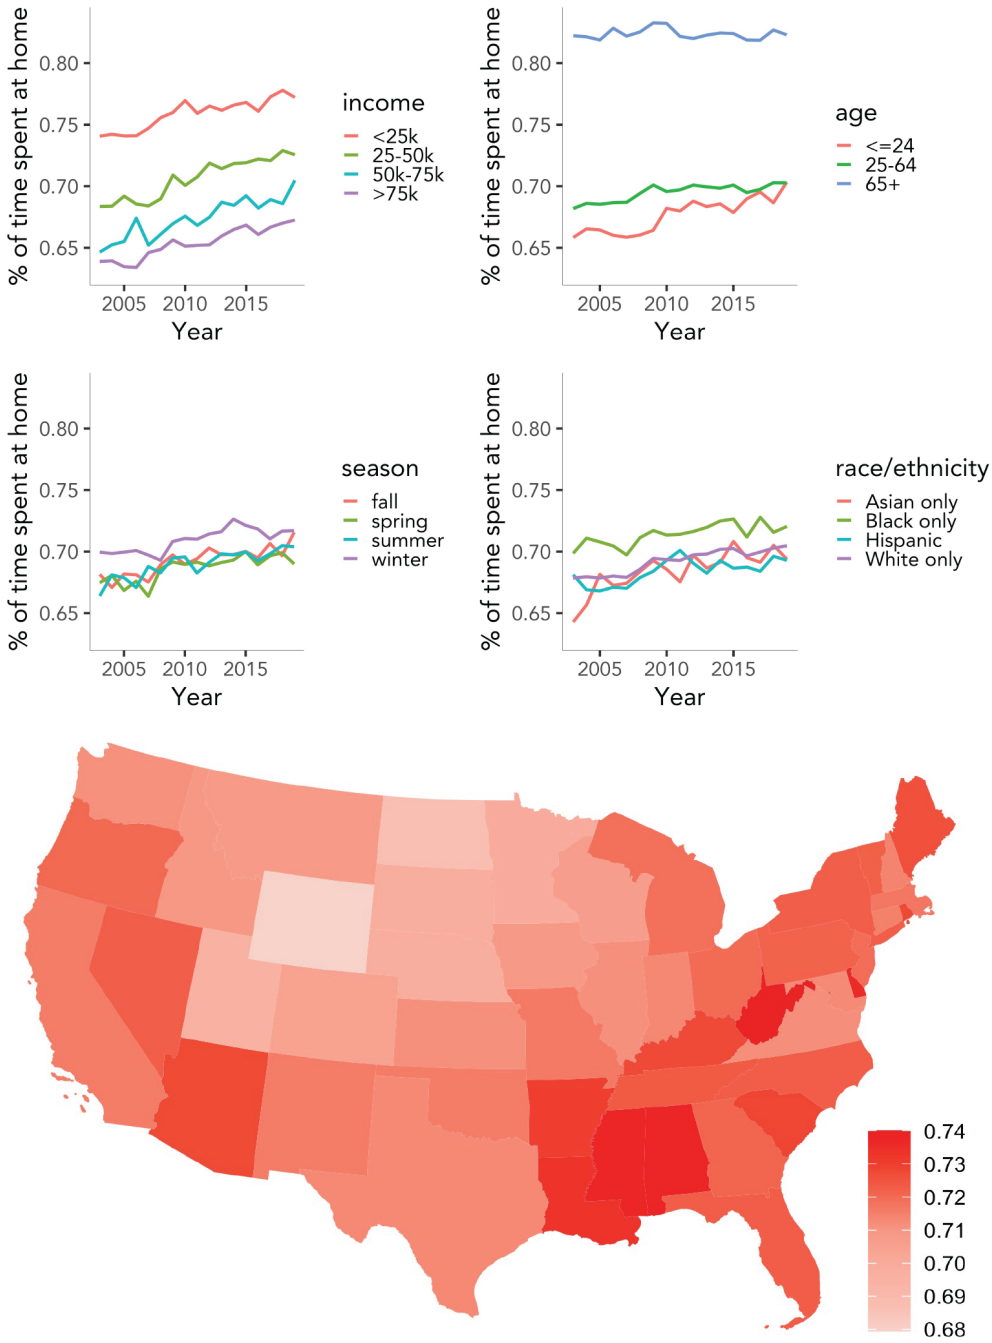 % of time spent at home
0.80
0.75
0.70
0.65
2005 2010 2015
Year
income
<25k
25-50k
50k-75k
>75k
% of time spent at home
0.80
0.75
0.70
0.65
2005 2010 2015
Year
age
<=24
25-64
65+
% of time spent at home
0.80
0.75
0.70
0.65
2005 2010 2015
Year
season
fall
spring
summer
winter
% of time spent at home
0.80
0.75
0.70
0.65
2005 2010 2015
Year
race/ethnicity
Asian only
Black only
Hispanic
White only
0.74
0.73
0.72
0.71
0.70
0.69
0.68